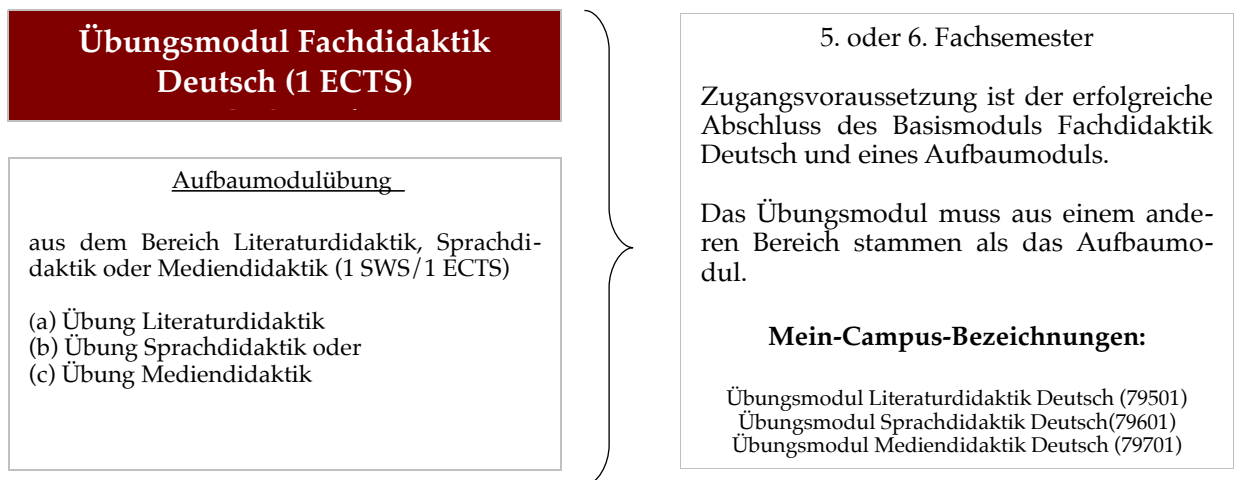 Übungsmodul Fachdidaktik
Deutsch (1 ECTS)
Aufbaumodulübung
aus dem Bereich Literaturdidaktik, Sprachdi-
daktik oder Mediendidaktik (1 SWS/1 ECTS)
(a) Übung Literaturdidaktik
(b) Übung Sprachdidaktik oder
(c) Übung Mediendidaktik
5. oder 6. Fachsemester
Zugangsvoraussetzung ist der erfolgreiche
Abschluss des Basismoduls Fachdidaktik
Deutsch und eines Aufbaumoduls.
Das Übungsmodul muss aus einem ande-
ren Bereich stammen als das Aufbaumo-
dul.
Mein-Campus-Bezeichnungen:
Übungsmodul Literaturdidaktik Deutsch (79501)
Übungsmodul Sprachdidaktik Deutsch(79601)
Übungsmodul Mediendidaktik Deutsch (79701)